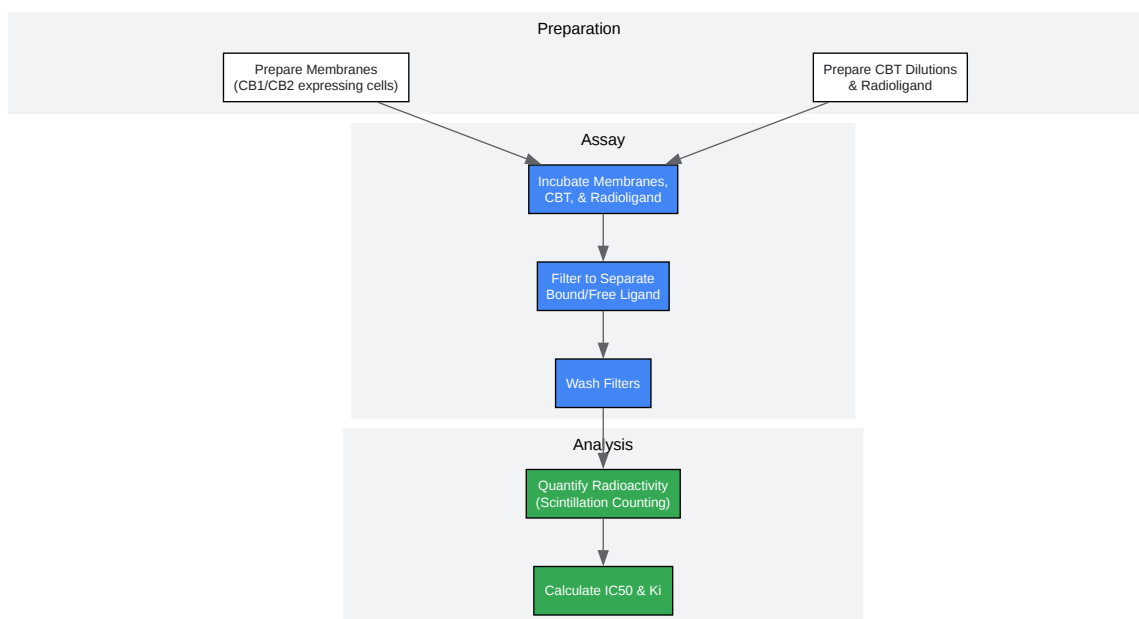 Preparation
Prepare Membranes
(CB1/CB2 expressing cells)
Prepare CBT Dilutions
& Radioligand
Assay
Incubate Membranes,
CBT, & Radioligand
Filter to Separate
Bound/Free Ligand
Wash Filters
Analysis
Quantify Radioactivity
(Scintillation Counting)
Calculate IC50 & Ki